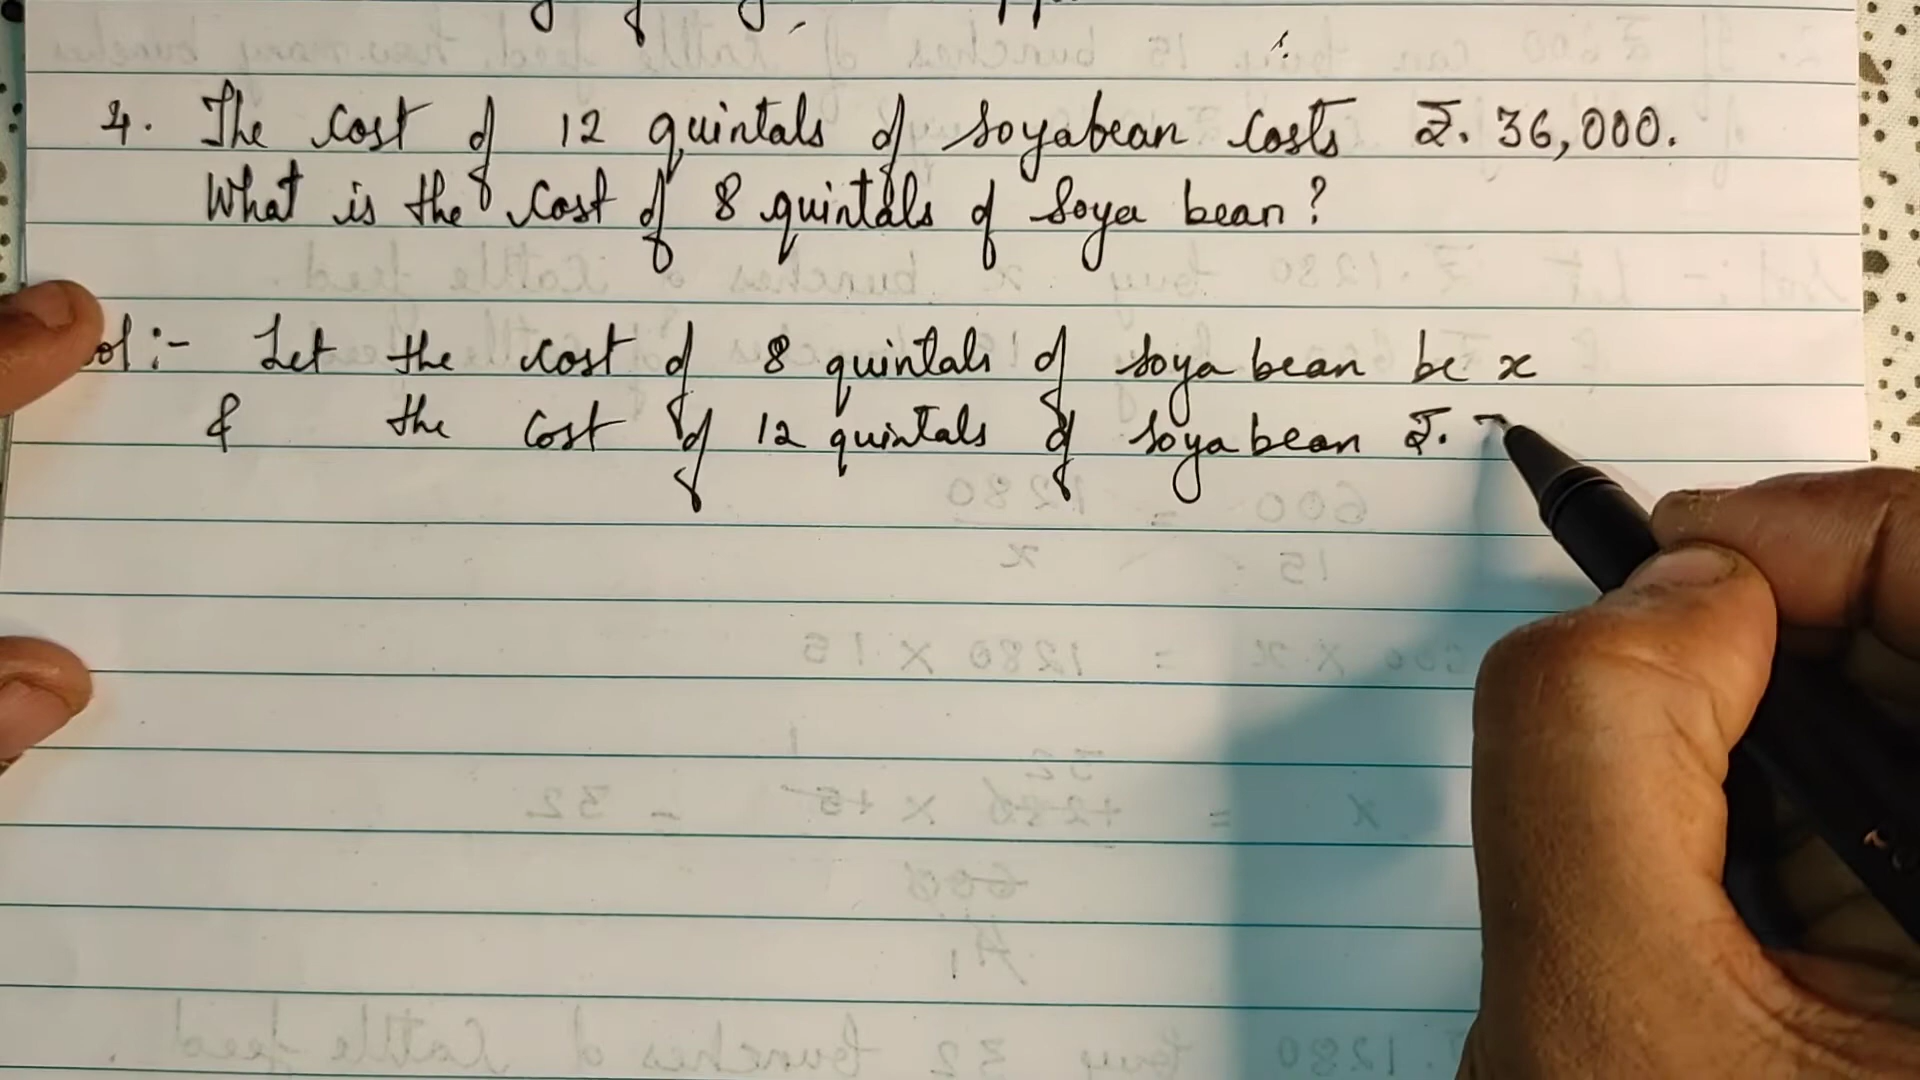 4. The cost of 12 quintals of soyabean costs ₹. 36,000.
What is the cost of 8 quintals of soya bean?
Sol:- Let the cost of 8 quintals of soya bean be x
& the cost of 12 quintals of soyabean ₹.